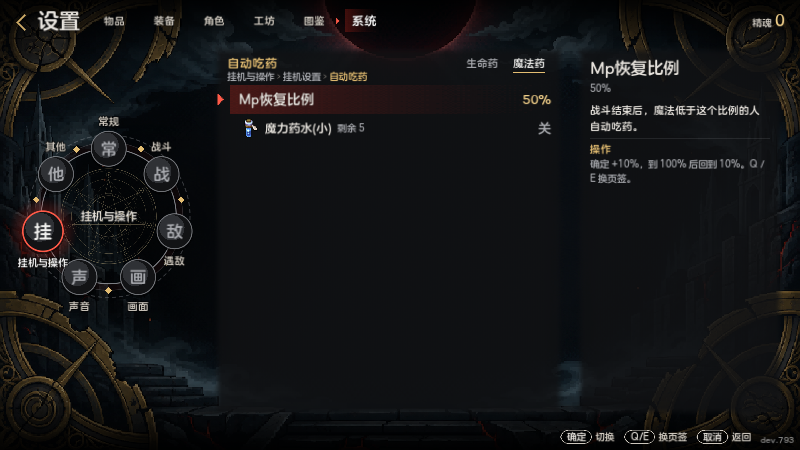 设置
物品 装备 角色 工坊 图鉴 系统
精魂 0
自动吃药
生命药 魔法药
挂机与操作 > 挂机设置 > 自动吃药
Mp恢复比例 50%
魔力药水(小) 剩余 5 关
Mp恢复比例
50%
战斗结束后，魔法低于这个比例的人
自动吃药。
操作
确定 +10%，到 100% 后回到 10%。Q /
E 换页签。
常规
常
其他
他
战斗
战
挂机与操作
挂
挂机与操作
敌
遇敌
声
声音
画
画面
确定 切换 Q/E 换页签 取消 返回
dev.793